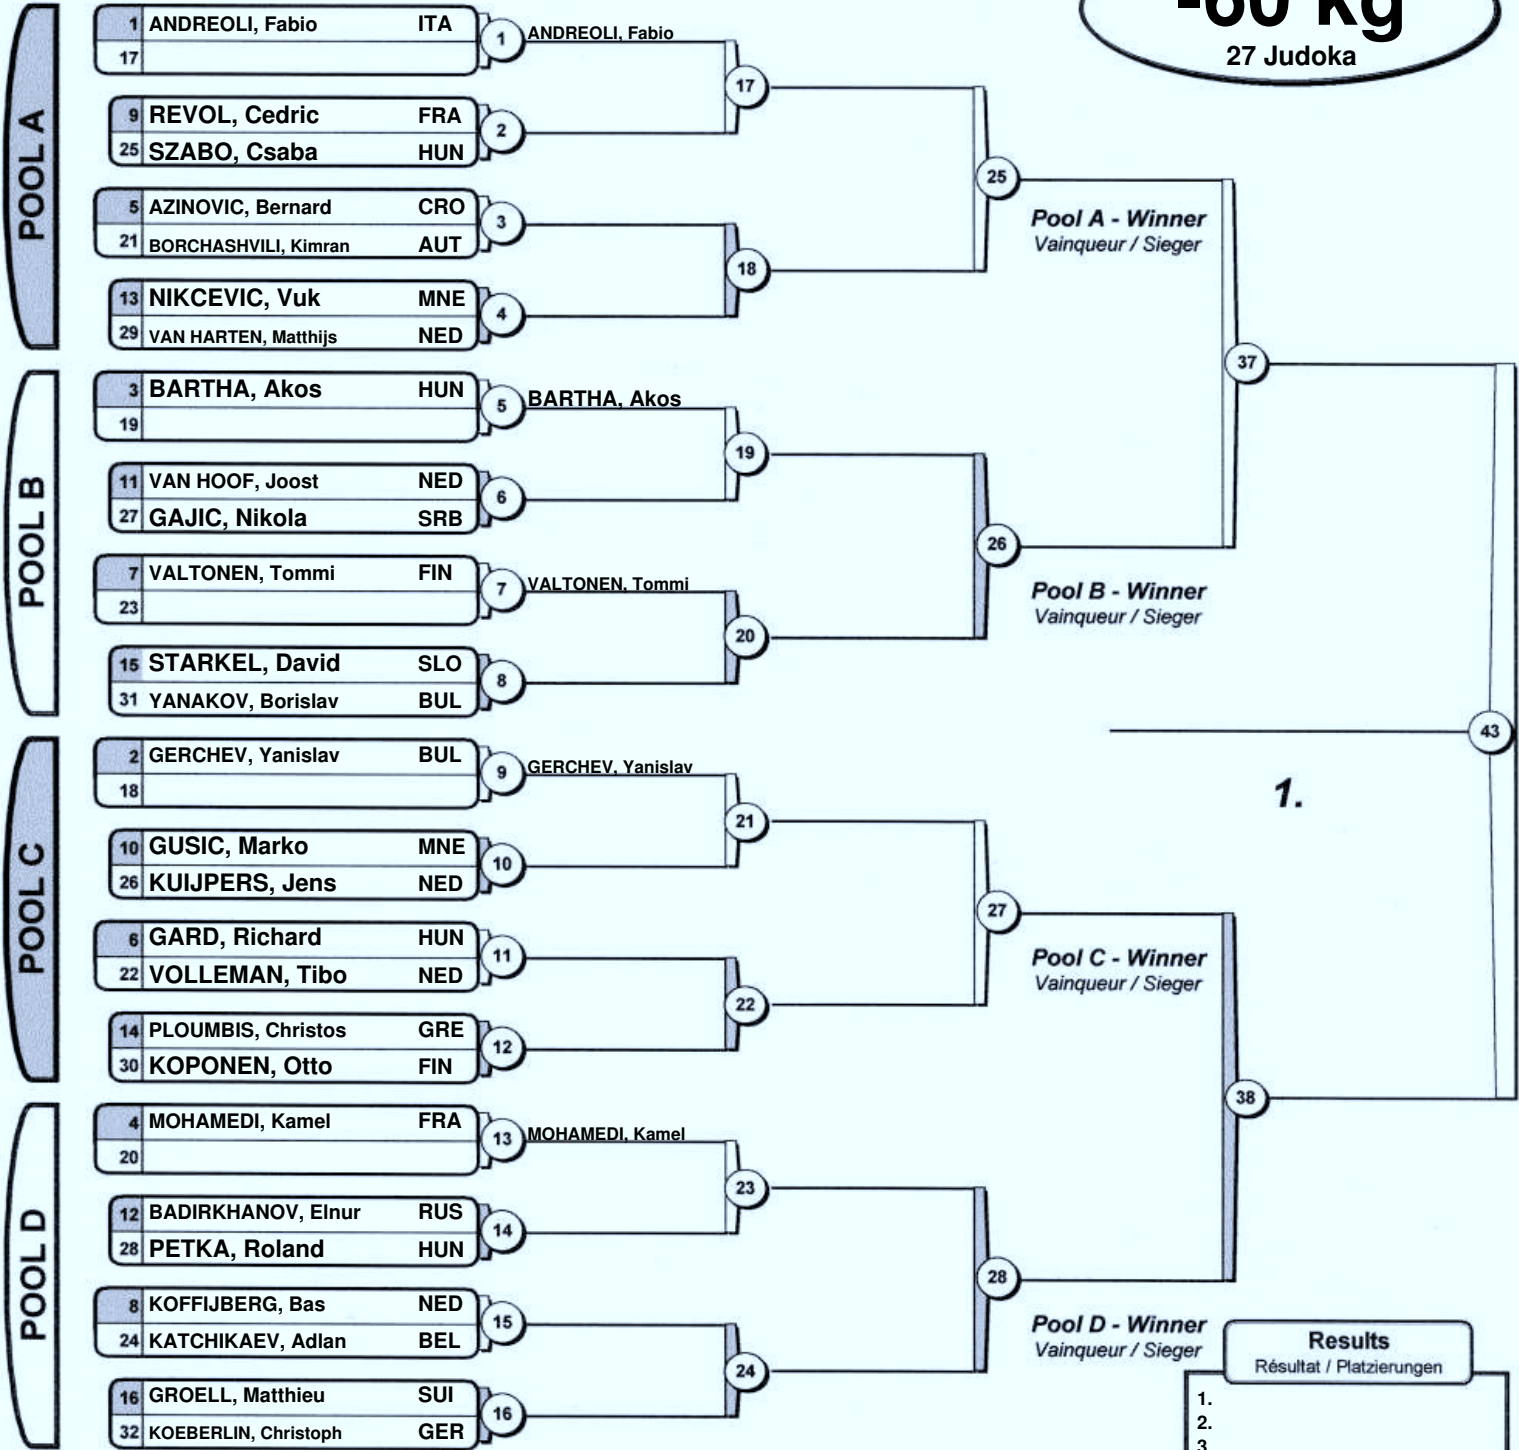 -60 kg
27 Judoka
POOL A
1 ANDREOLI, Fabio ITA
17
1 ANDREOLI, Fabio
9 REVOL, Cedric FRA
25 SZABO, Csaba HUN
2
17
5 AZINOVIC, Bernard CRO
21 BORCHASHVILI, Kimran AUT
3
13 NIKCEVIC, Vuk MNE
29 VAN HARTEN, Matthijs NED
4
18
25
Pool A - Winner
Vainqueur / Sieger
POOL B
3 BARTHA, Akos HUN
19
5 BARTHA, Akos
11 VAN HOOF, Joost NED
27 GAJIC, Nikola SRB
6
19
7 VALTONEN, Tommi FIN
23
7 VALTONEN, Tommi
15 STARKEL, David SLO
31 YANAKOV, Borislav BUL
8
20
26
Pool B - Winner
Vainqueur / Sieger
37
POOL C
2 GERCHEV, Yanislav BUL
18
9 GERCHEV, Yanislav
10 GUSIC, Marko MNE
26 KUIJPERS, Jens NED
10
21
6 GARD, Richard HUN
22 VOLLEMAN, Tibo NED
11
14 PLOUMBIS, Christos GRE
30 KOPONEN, Otto FIN
12
22
27
Pool C - Winner
Vainqueur / Sieger
43
1.
POOL D
4 MOHAMEDI, Kamel FRA
20
13 MOHAMEDI, Kamel
12 BADIRKHANOV, Elnur RUS
28 PETKA, Roland HUN
14
23
8 KOFFIJBERG, Bas NED
24 KATCHIKAEV, Adlan BEL
15
16 GROELL, Matthieu SUI
32 KOEBERLIN, Christoph GER
16
24
28
Pool D - Winner
Vainqueur / Sieger
38
Results
Résultat / Platzierungen
1.
2.
3